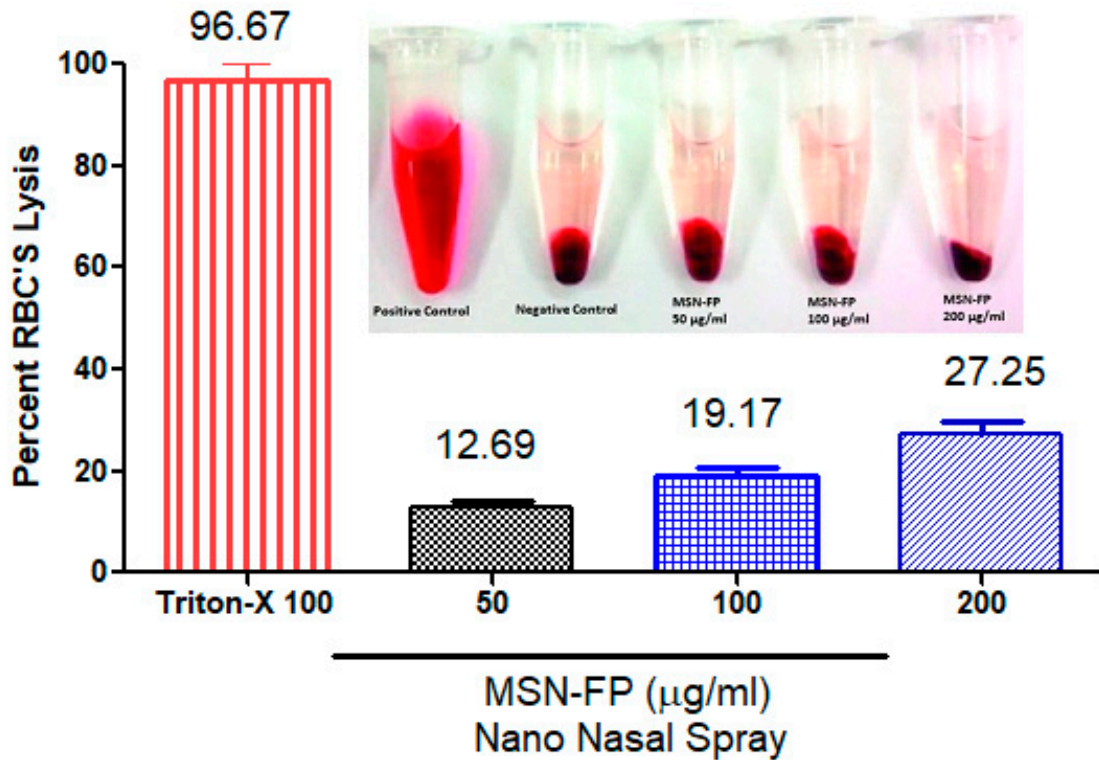 96.67
100
80
60
40
20
0
Percent RBC'S Lysis
Positive Control
Negative Control
MSN-FP
50 µg/ml
MSN-FP
100 µg/ml
MSN-FP
200 µg/ml
12.69
19.17
27.25
Triton-X 100
50
100
200
MSN-FP (µg/ml)
Nano Nasal Spray